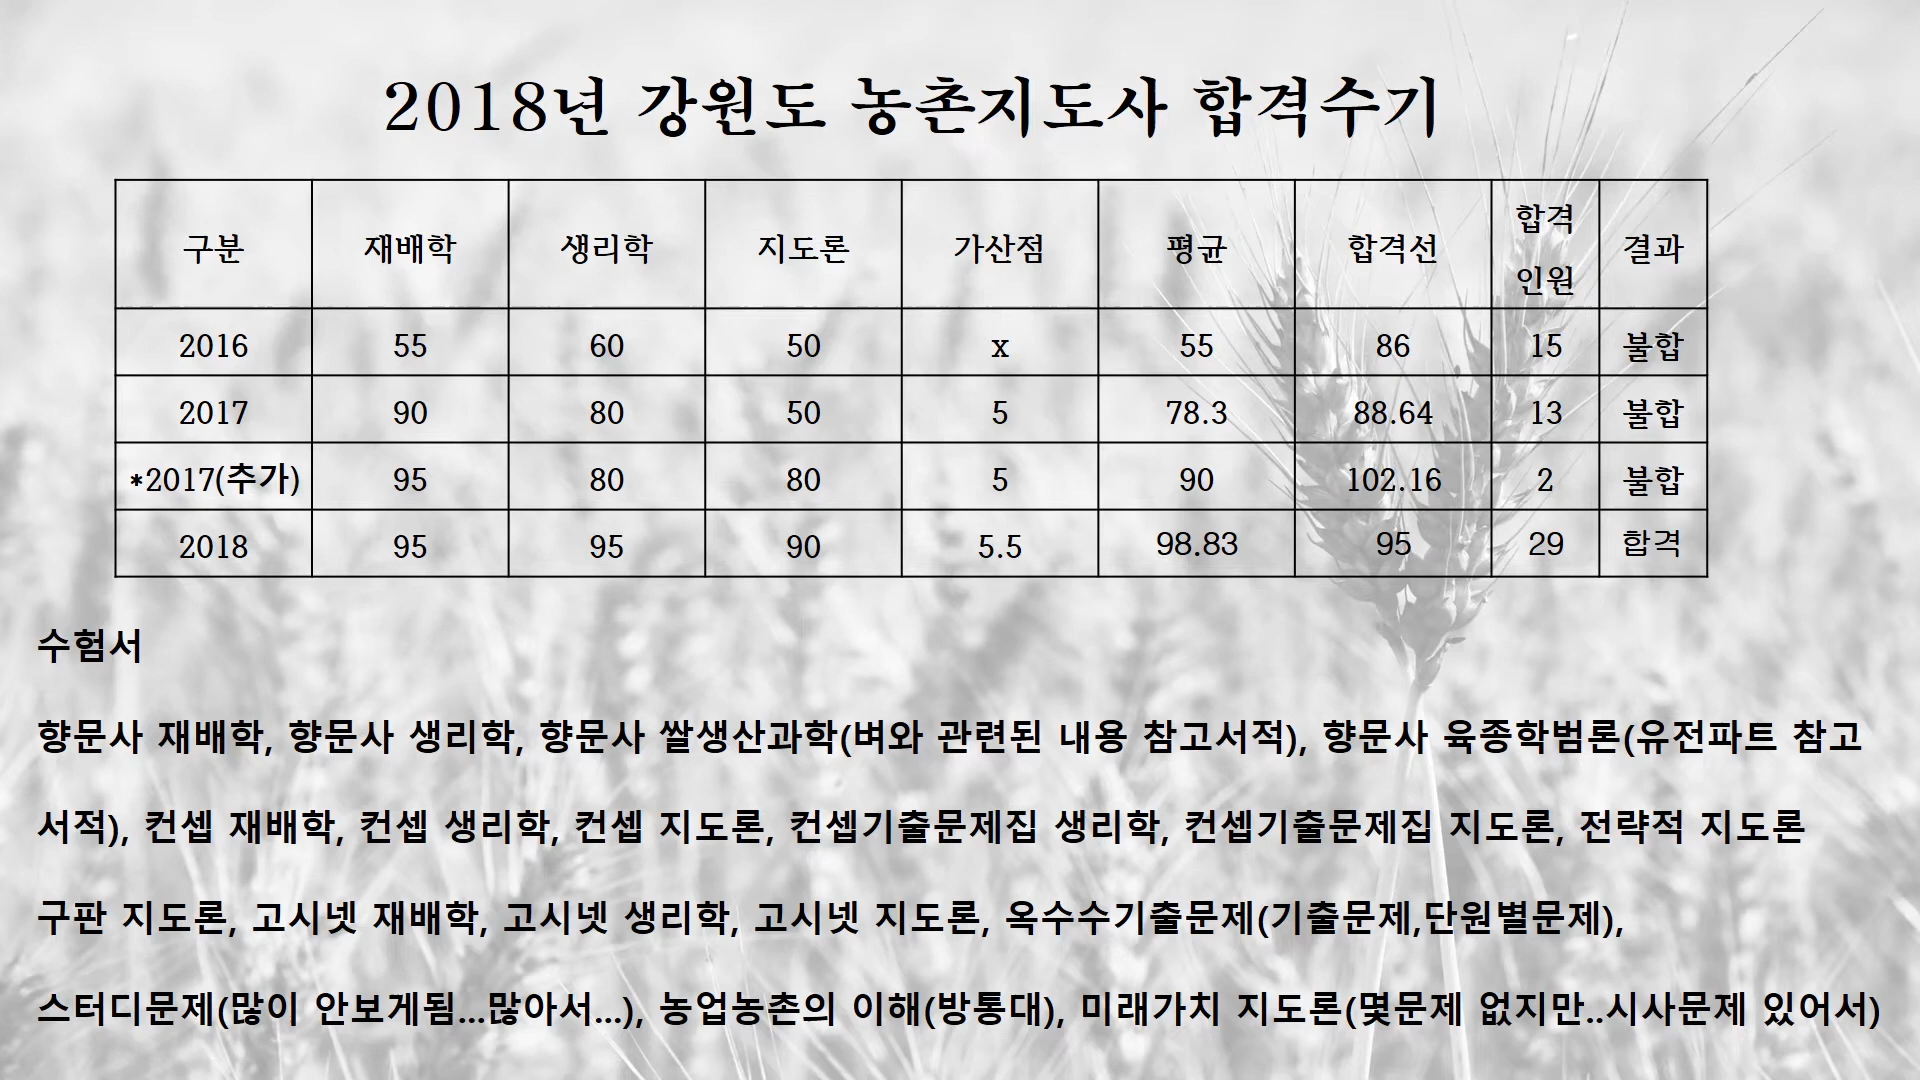 2018년 강원도 농촌지도사 합격수기
구분 재배학 생리학 지도론 가산점 평균 합격선 합격 인원 결과
2016 55 60 50 x 55 86 15 불합
2017 90 80 50 5 78.3 88.64 13 불합
*2017(추가) 95 80 80 5 90 102.16 2 불합
2018 95 95 90 5.5 98.83 95 29 합격
수험서
향문사 재배학, 향문사 생리학, 향문사 쌀생산과학(벼와 관련된 내용 참고서적), 향문사 육종학범론(유전파트 참고
서적), 컨셉 재배학, 컨셉 생리학, 컨셉 지도론, 컨셉기출문제집 생리학, 컨셉기출문제집 지도론, 전략적 지도론
구판 지도론, 고시넷 재배학, 고시넷 생리학, 고시넷 지도론, 옥수수기출문제(기출문제,단원별문제),
스터디문제(많이 안보게됨...많아서...), 농업농촌의 이해(방통대), 미래가치 지도론(몇문제 없지만..시사문제 있어서)